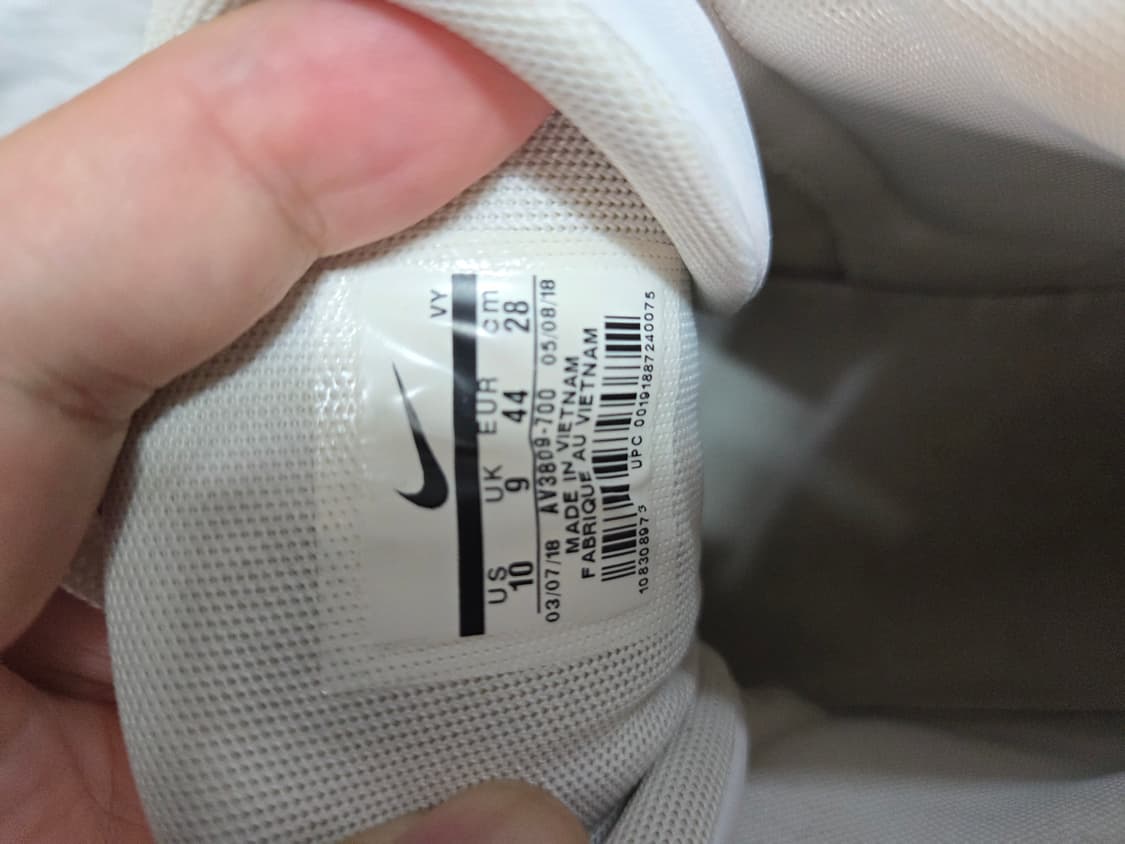 VY
US UK EUR cm
10 9 44 28
03/07/18 AV3809-700 05/08/18
MADE IN VIETNAM
FABRIQUE AU VIETNAM
108308975 UPC 00191887240075